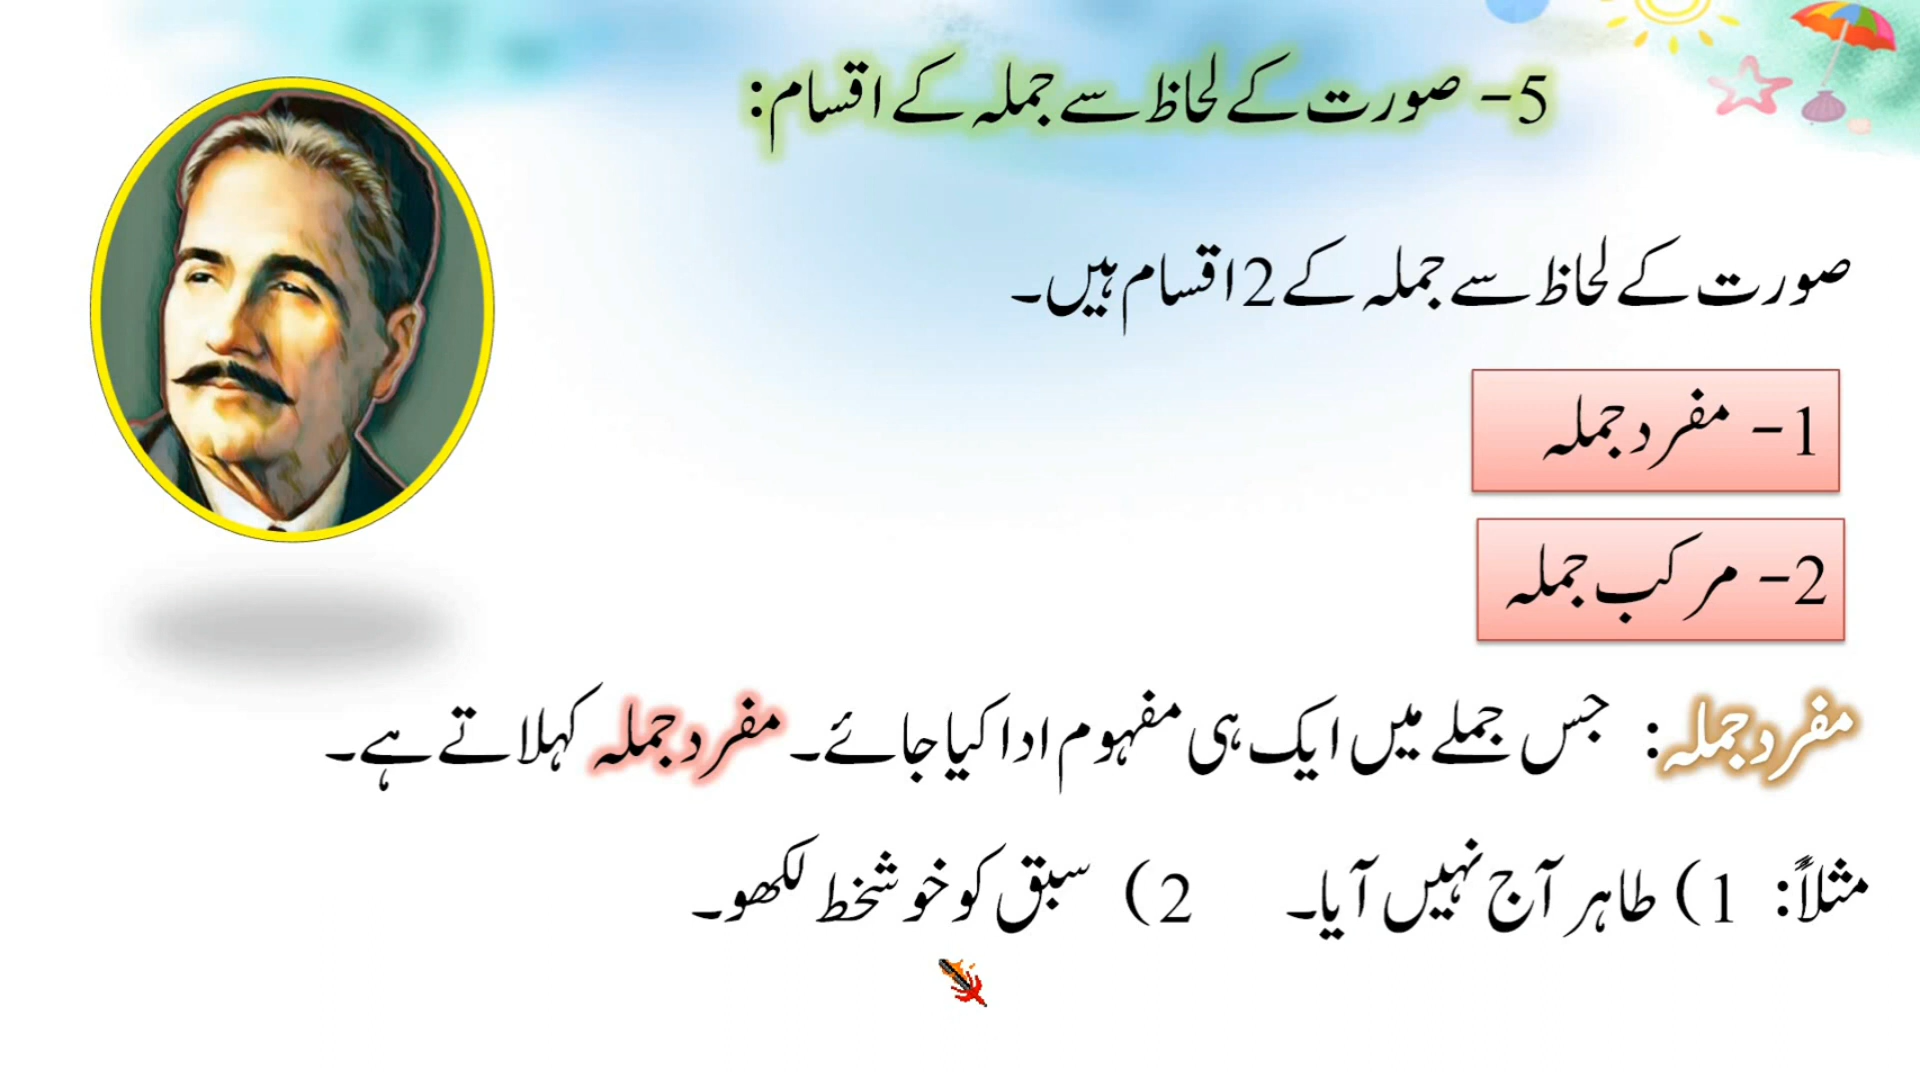 5- صورت کے لحاظ سے جملہ کے اقسام:
صورت کے لحاظ سے جملہ کے 2 اقسام ہیں۔
1- مفرد جملہ
2- مرکب جملہ
مفرد جملہ: جس جملے میں ایک ہی مفہوم ادا کیا جائے۔ مفرد جملہ کہلاتے ہے۔
مثلاً: 1) طاہر آج نہیں آیا۔ 2) سبق کو خوشخط لکھو۔